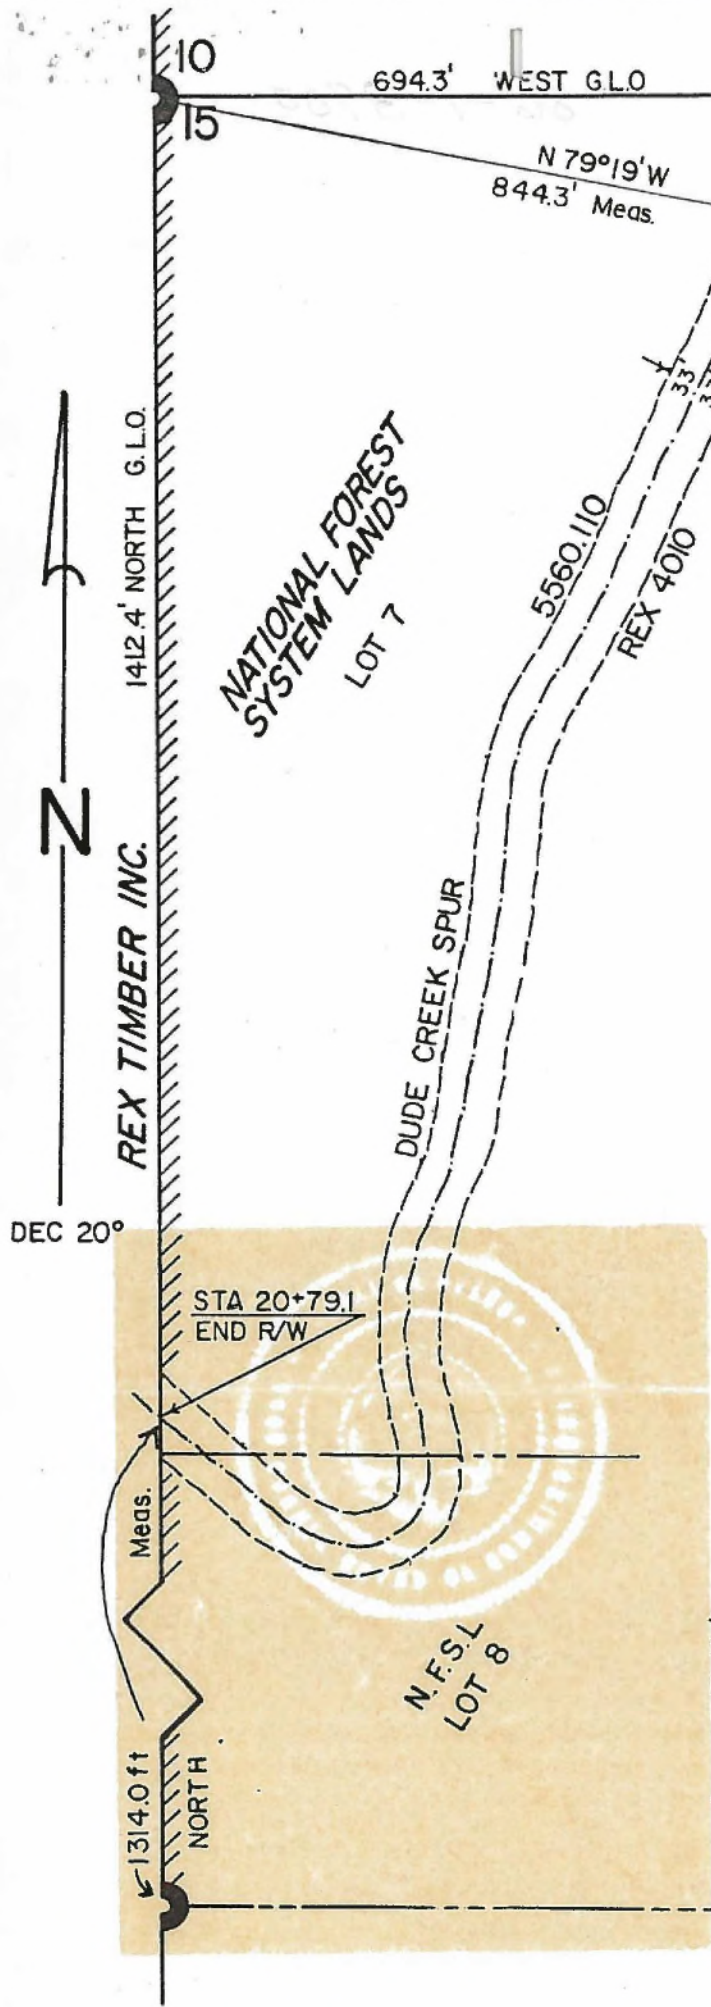 10
15
694.3' WEST G.L.O
N 79°19'W
844.3' Meas.
33'
1412.4' NORTH G.L.O.
NATIONAL FOREST
SYSTEM LANDS
LOT 7
5560.110
REX 4010
N
REX TIMBER INC.
DUDE CREEK SPUR
DEC 20°
STA 20+79.1
END R/W
Meas.
N.F.S.L
LOT 8
1314.0 ft
NORTH